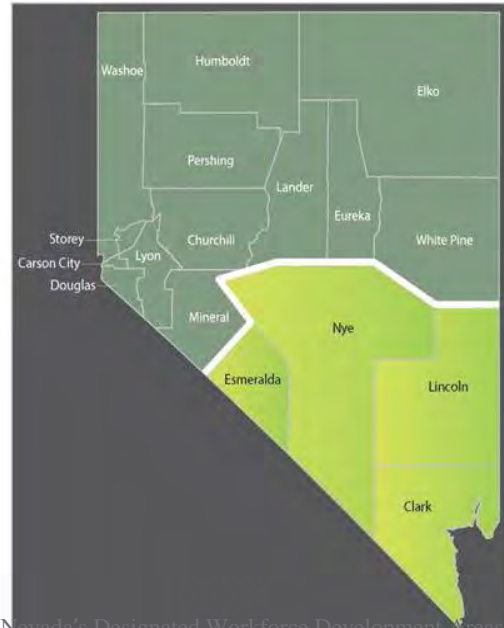 Washoe
Humboldt
Elko
Pershing
Lander
Eureka
White Pine
Storey
Lyon
Churchill
Carson City
Douglas
Mineral
Nye
Esmeralda
Lincoln
Clark
Nevada's Designated Workforce Development Areas